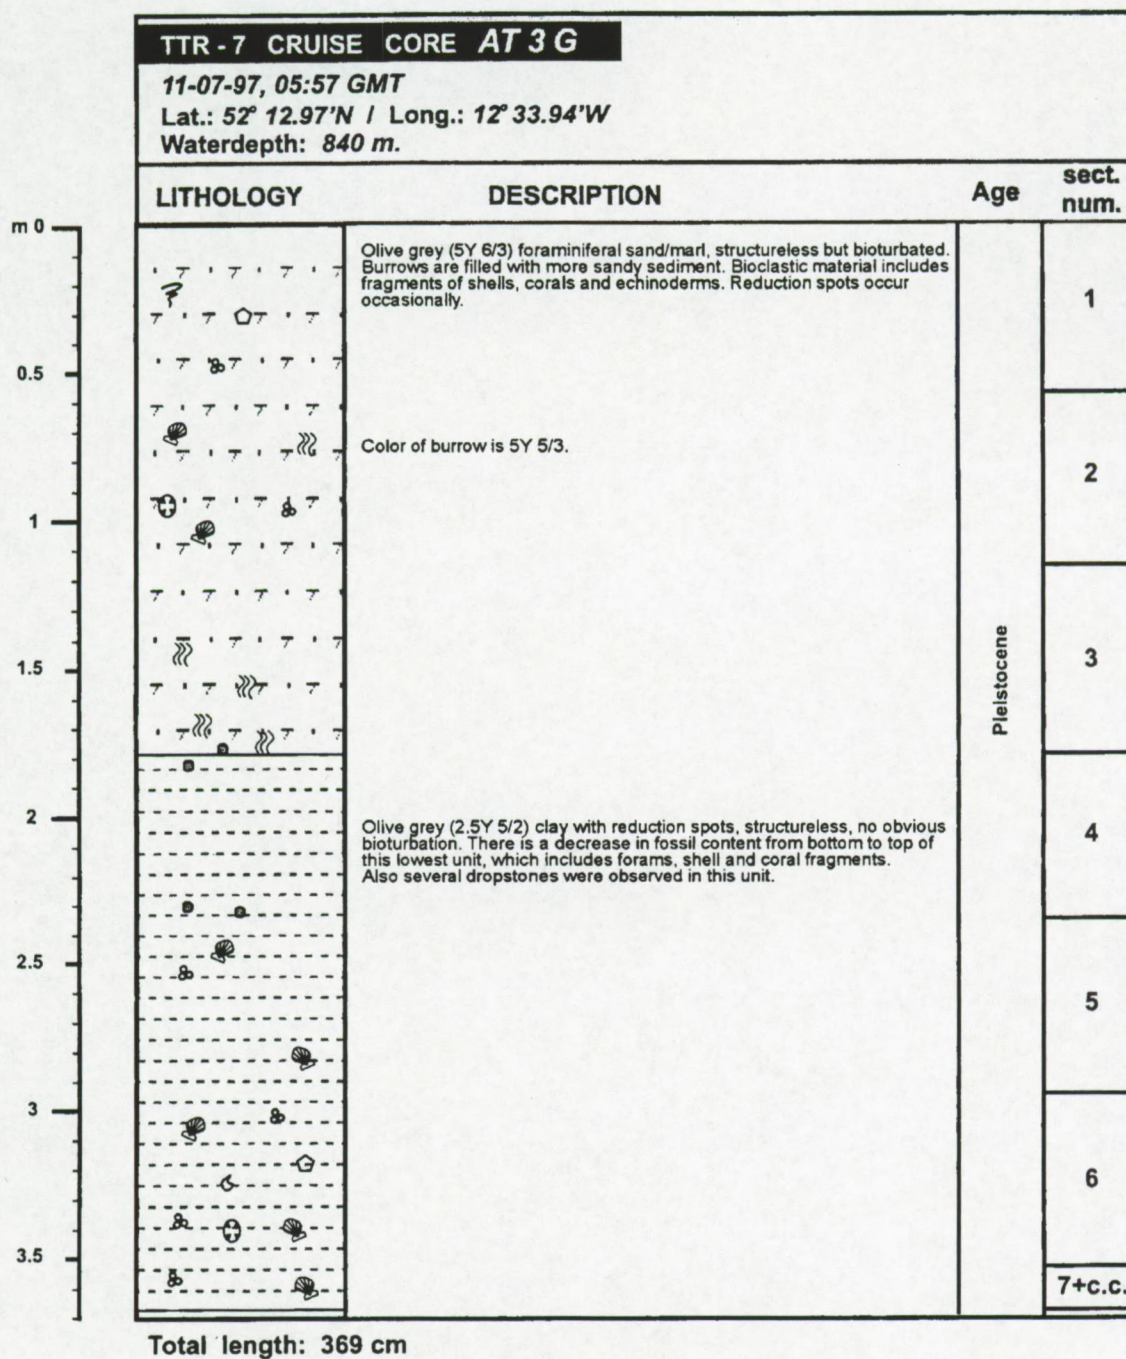 TTR - 7 CRUISE CORE AT 3 G
11-07-97, 05:57 GMT
Lat.: 52° 12.97'N / Long.: 12° 33.94'W
Waterdepth: 840 m.
LITHOLOGY DESCRIPTION Age sect. num.
m 0
Olive grey (5Y 6/3) foraminiferal sand/marl, structureless but bioturbated.
Burrows are filled with more sandy sediment. Bioclastic material includes
fragments of shells, corals and echinoderms. Reduction spots occur
occasionally.
1
0.5
Color of burrow is 5Y 5/3.
2
1
1.5
Pleistocene
3
2
Olive grey (2.5Y 5/2) clay with reduction spots, structureless, no obvious
bioturbation. There is a decrease in fossil content from bottom to top of
this lowest unit, which includes forams, shell and coral fragments.
Also several dropstones were observed in this unit.
4
2.5
5
3
6
3.5
7+c.c.
Total length: 369 cm